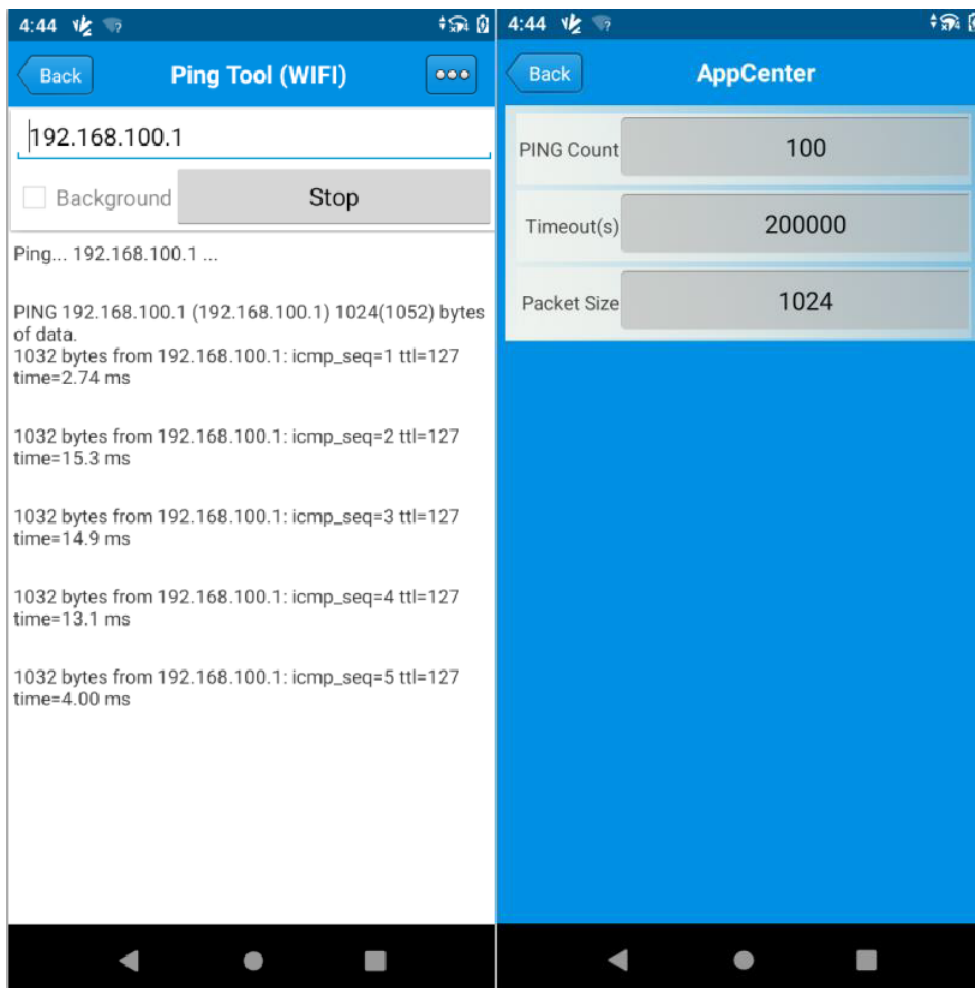 4:44
Back
Ping Tool (WIFI)
192.168.100.1
Background
Stop
Ping... 192.168.100.1 ...
PING 192.168.100.1 (192.168.100.1) 1024(1052) bytes
of data.
1032 bytes from 192.168.100.1: icmp_seq=1 ttl=127
time=2.74 ms
1032 bytes from 192.168.100.1: icmp_seq=2 ttl=127
time=15.3 ms
1032 bytes from 192.168.100.1: icmp_seq=3 ttl=127
time=14.9 ms
1032 bytes from 192.168.100.1: icmp_seq=4 ttl=127
time=13.1 ms
1032 bytes from 192.168.100.1: icmp_seq=5 ttl=127
time=4.00 ms
4:44
Back
AppCenter
PING Count
100
Timeout(s)
200000
Packet Size
1024